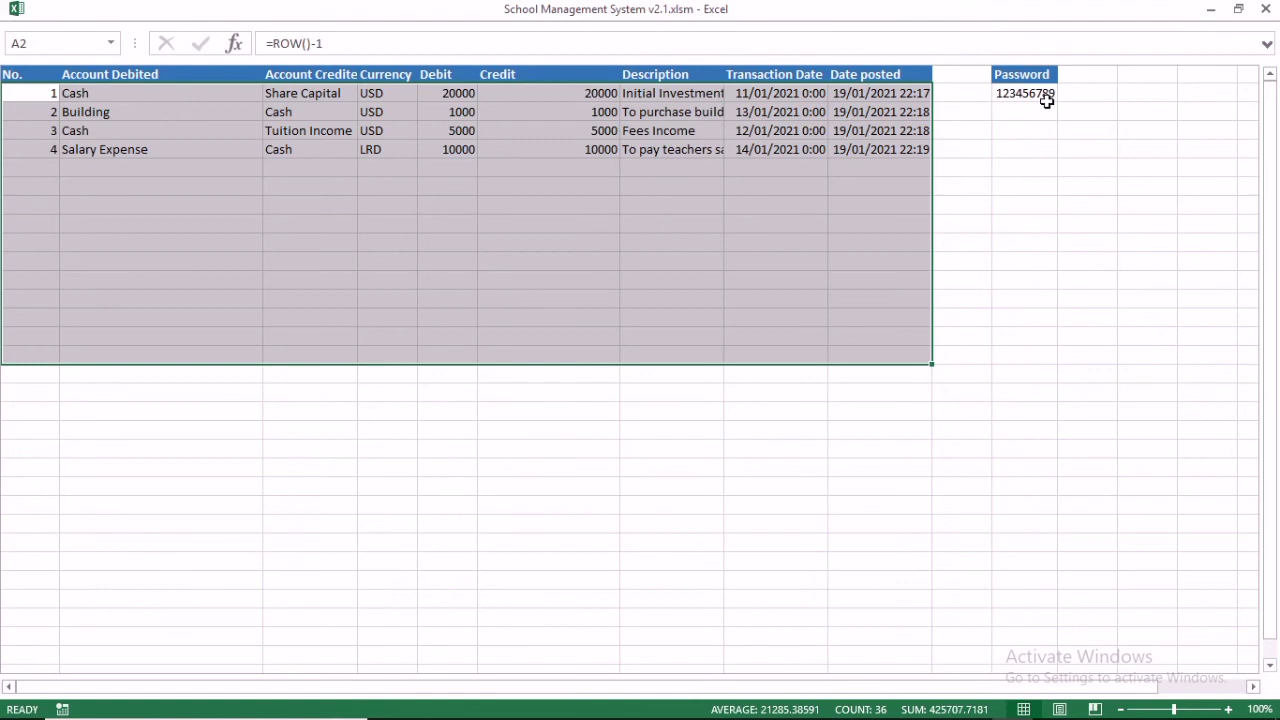 School Management System v2.1.xlsm - Excel
A2
fx
=ROW()-1
No. Account Debited Account Credite Currency Debit Credit Description Transaction Date Date posted Password
1 Cash Share Capital USD 20000 20000 Initial Investment 11/01/2021 0:00 19/01/2021 22:17 123456789
2 Building Cash USD 1000 1000 To purchase build 13/01/2021 0:00 19/01/2021 22:18
3 Cash Tuition Income USD 5000 5000 Fees Income 12/01/2021 0:00 19/01/2021 22:18
4 Salary Expense Cash LRD 10000 10000 To pay teachers sa 14/01/2021 0:00 19/01/2021 22:19
Activate Windows
Go to Settings to activate Windows.
READY AVERAGE: 21285.38591 COUNT: 36 SUM: 425707.7181 100%